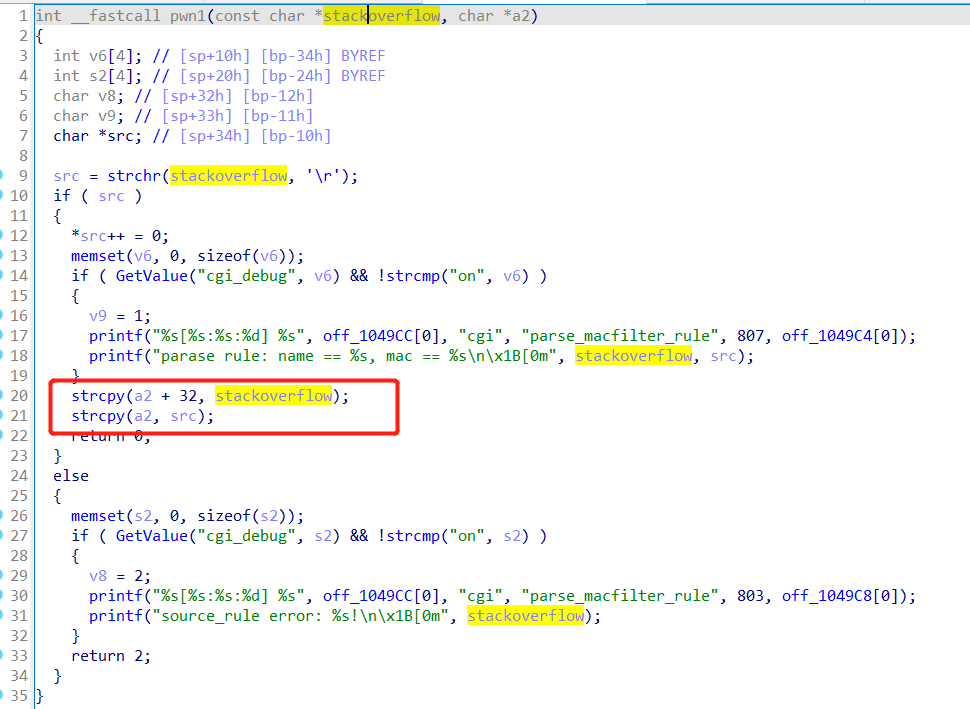 1 int __fastcall pwn1(const char *stackoverflow, char *a2)
2 {
3 int v6[4]; // [sp+10h] [bp-34h] BYREF
4 int s2[4]; // [sp+20h] [bp-24h] BYREF
5 char v8; // [sp+32h] [bp-12h]
6 char v9; // [sp+33h] [bp-11h]
7 char *src; // [sp+34h] [bp-10h]
8
9 src = strchr(stackoverflow, '\r');
10 if ( src )
11 {
12 *src++ = 0;
13 memset(v6, 0, sizeof(v6));
14 if ( GetValue("cgi_debug", v6) && !strcmp("on", v6) )
15 {
16 v9 = 1;
17 printf("%s[%s:%s:%d] %s", off_1049CC[0], "cgi", "parse_macfilter_rule", 807, off_1049C4[0]);
18 printf("parase rule: name == %s, mac == %s\n\x1B[0m", stackoverflow, src);
19 }
20 strcpy(a2 + 32, stackoverflow);
21 strcpy(a2, src);
22 return 0;
23 }
24 else
25 {
26 memset(s2, 0, sizeof(s2));
27 if ( GetValue("cgi_debug", s2) && !strcmp("on", s2) )
28 {
29 v8 = 2;
30 printf("%s[%s:%s:%d] %s", off_1049CC[0], "cgi", "parse_macfilter_rule", 803, off_1049C8[0]);
31 printf("source_rule error: %s!\n\x1B[0m", stackoverflow);
32 }
33 return 2;
34 }
35 }